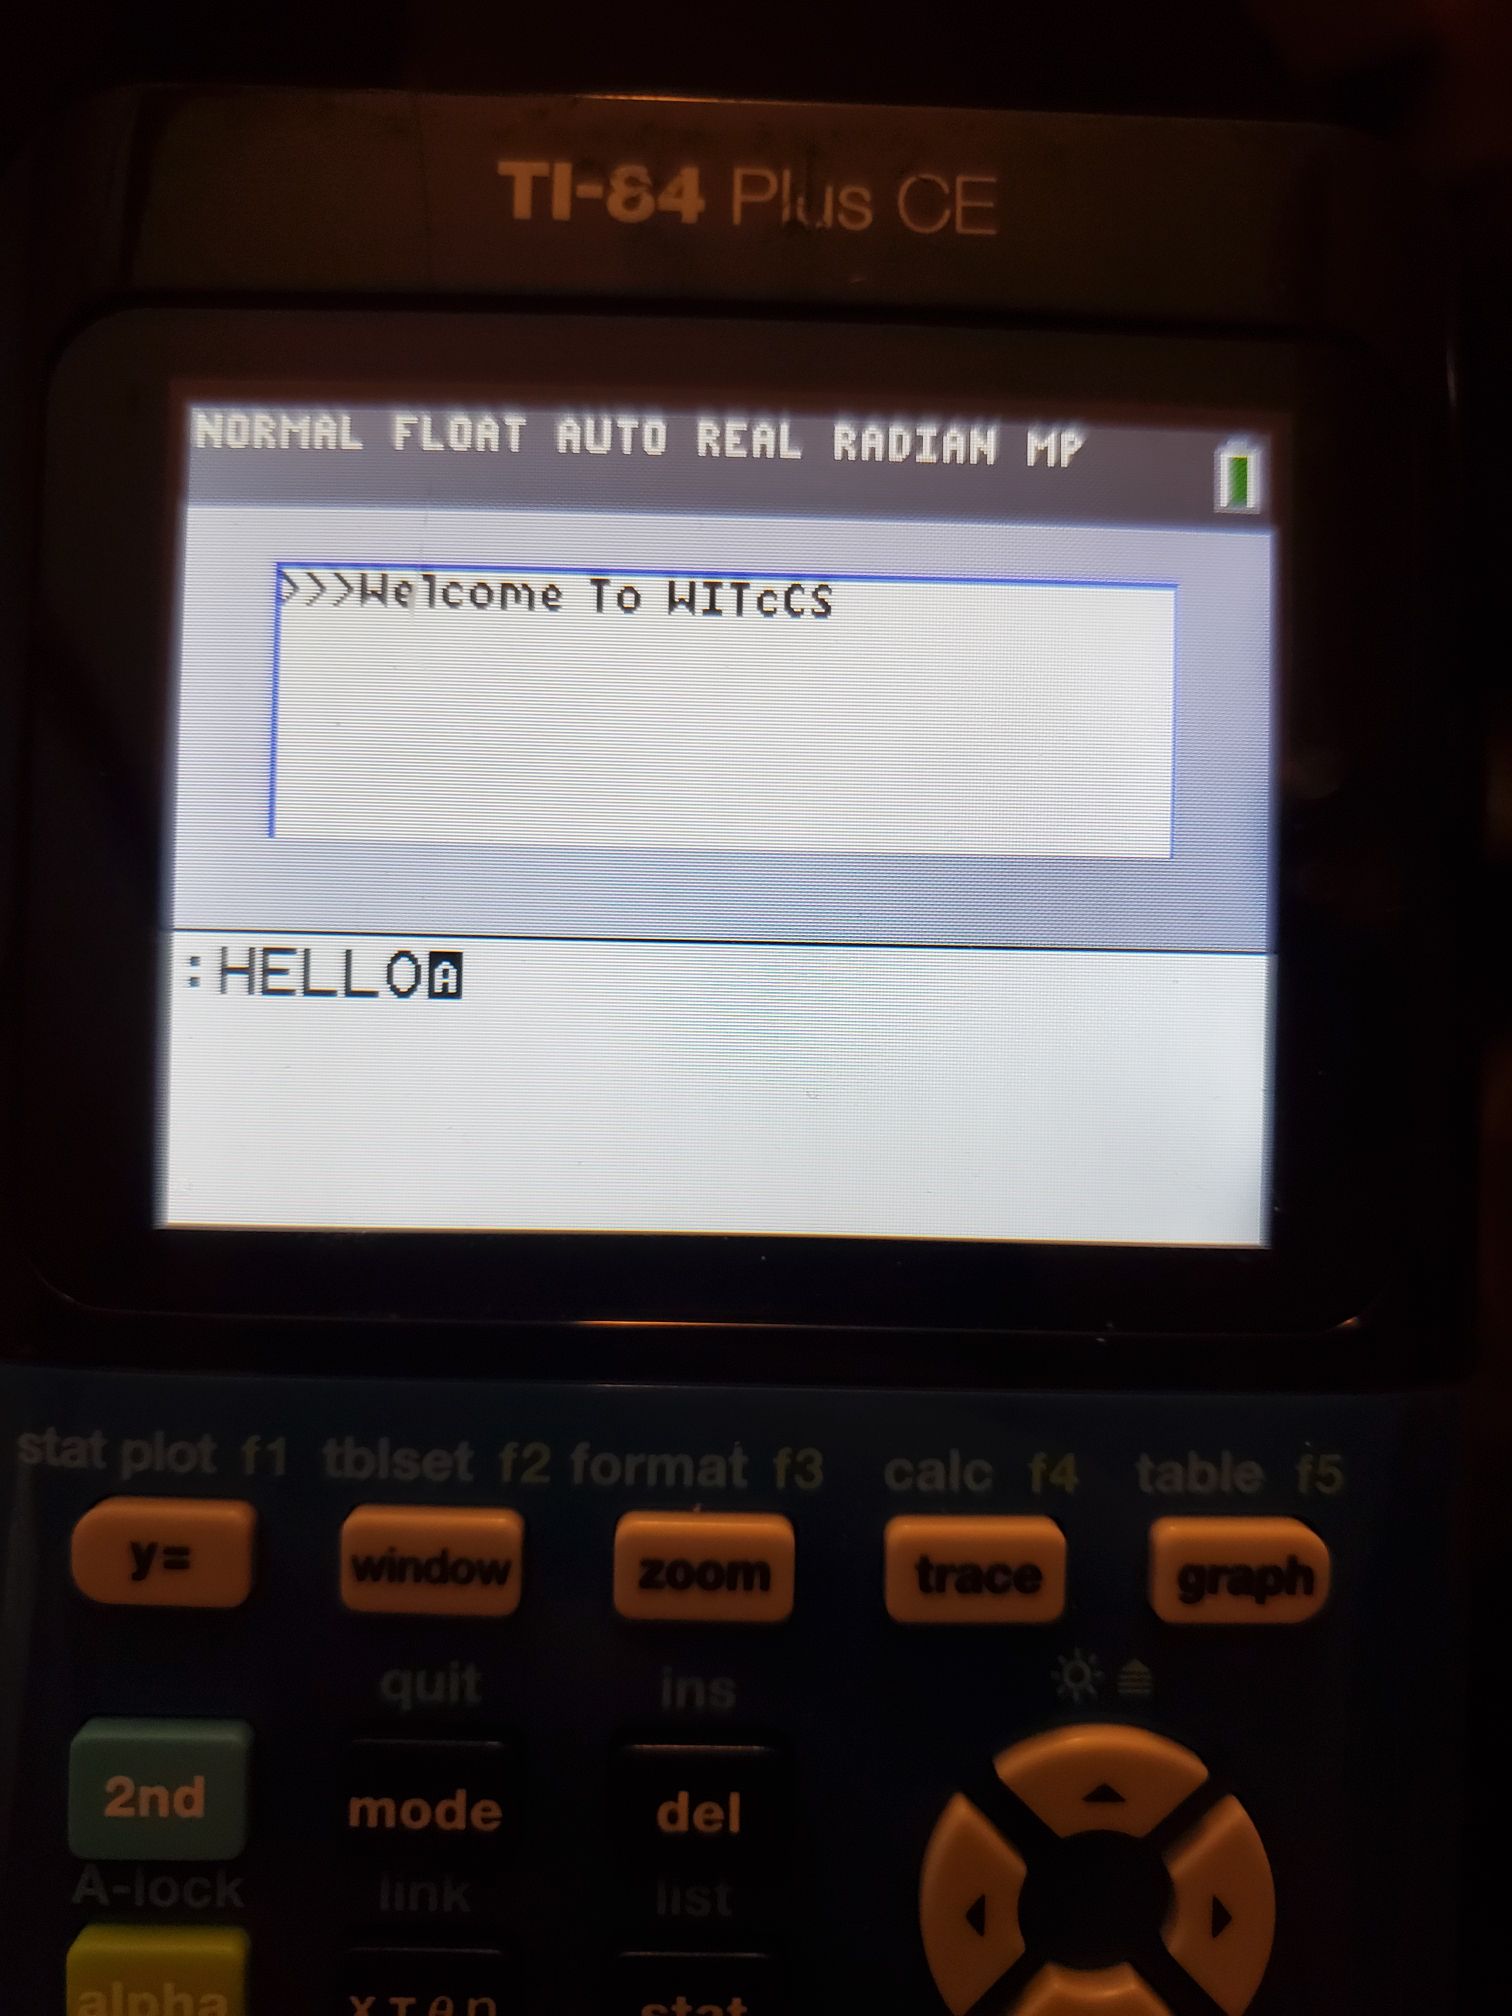 TI-84 Plus CE
NORMAL FLOAT AUTO REAL RADIAN MP
>>>Welcome To WITcCS
:HELLOA
stat plot f1 tblset f2 format f3 calc f4 table f5
y= window zoom trace graph
quit ins
2nd mode del
A-lock link list
alpha X,T,θ,n stat